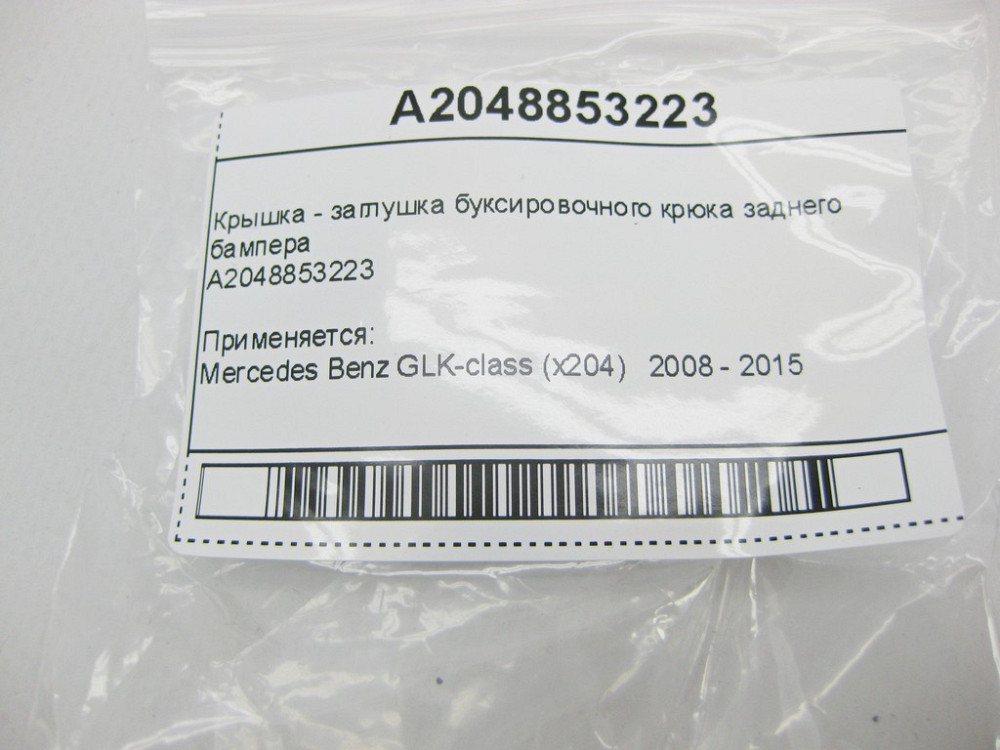 A2048853223
Крышка - заглушка буксировочного крюка заднего
бампера
A2048853223
Применяется:
Mercedes Benz GLK-class (x204) 2008 - 2015